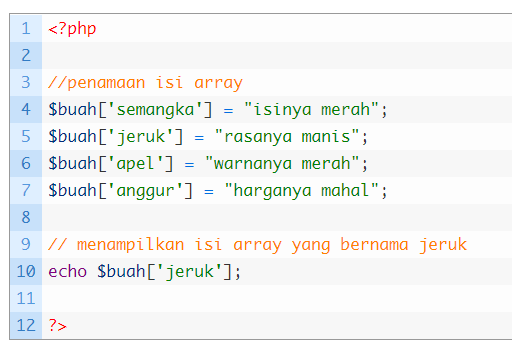 1 <?php
2
3 //penamaan isi array
4 $buah['semangka'] = "isinya merah";
5 $buah['jeruk'] = "rasanya manis";
6 $buah['apel'] = "warnanya merah";
7 $buah['anggur'] = "harganya mahal";
8
9 // menampilkan isi array yang bernama jeruk
10 echo $buah['jeruk'];
11
12 ?>